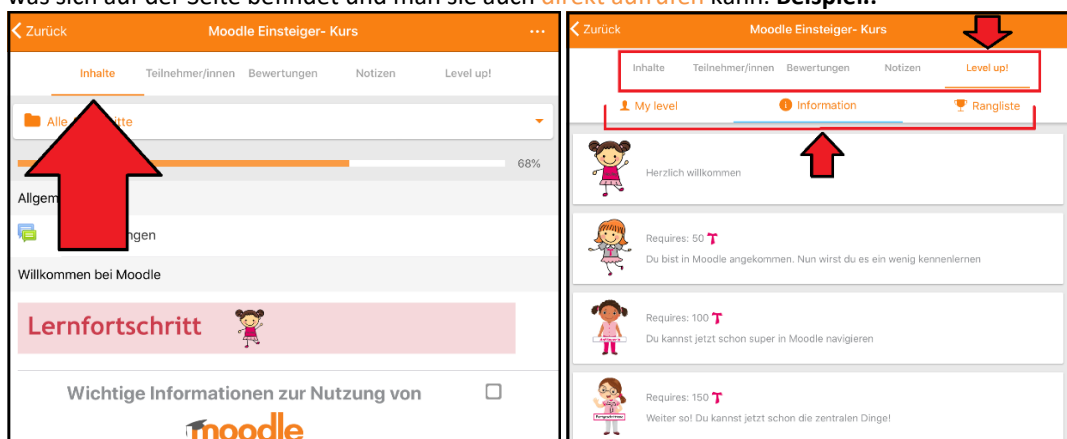 was sich auf der Seite befindet und man sie auch direkt aufrufen kann. Beispiel::
Zurück
Moodle Einsteiger- Kurs
Inhalte Teilnehmer/innen Bewertungen Notizen Level up!
Alle
68%
Willkommen bei Moodle
Lernfortschritt
Wichtige Informationen zur Nutzung von
moodle
Zurück
Moodle Einsteiger- Kurs
Inhalte Teilnehmer/innen Bewertungen Notizen Level up!
My level Information Rangliste
Herzlich willkommen
Requires: 50 T
Du bist in Moodle angekommen. Nun wirst du es ein wenig kennenlernen
Requires: 100 T
Du kannst jetzt schon super in Moodle navigieren
Requires: 150 T
Weiter so! Du kannst jetzt schon die zentralen Dinge!